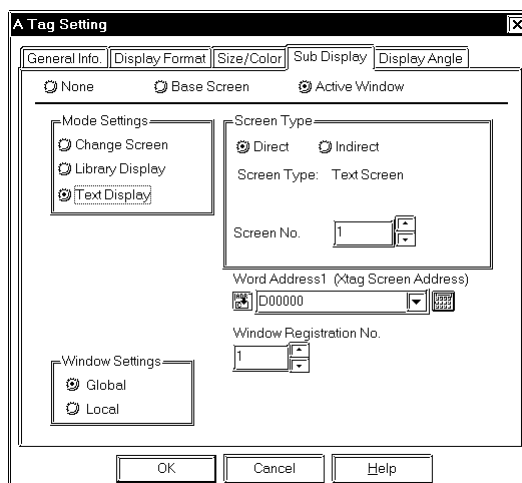 A Tag Setting
General Info. Display Format Size/Color Sub Display Display Angle
None Base Screen Active Window
Mode Settings
Change Screen
Library Display
Text Display
Screen Type
Direct Indirect
Screen Type: Text Screen
Screen No. 1
Word Address1 (Xtag Screen Address)
D00000
Window Registration No.
1
Window Settings
Global
Local
OK Cancel Help